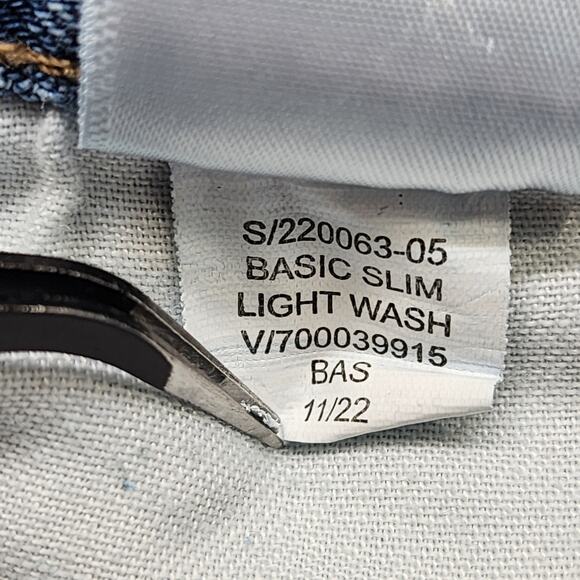 S/220063-05
BASIC SLIM
LIGHT WASH
V/700039915
BAS
11/22